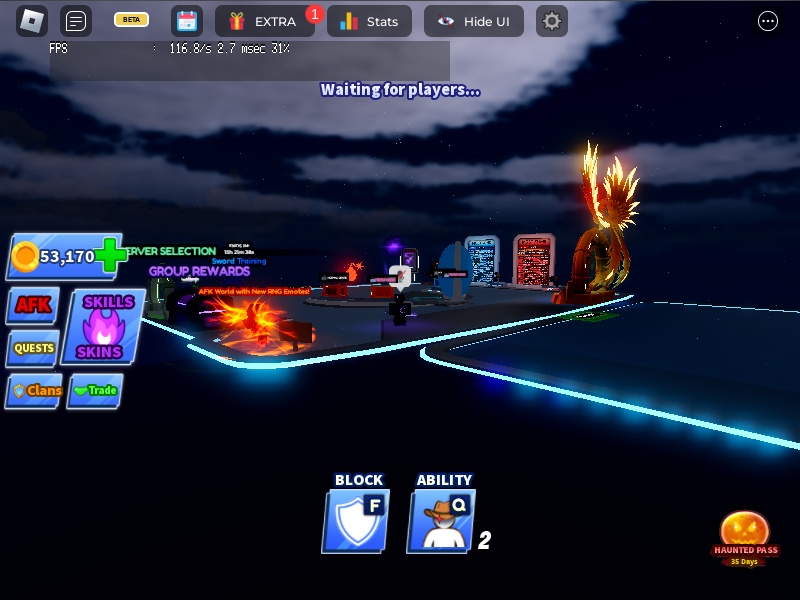 BETA
EXTRA
1
Stats
Hide UI
FPS : 116.8/s 2.7 msec 31%
Waiting for players...
53,170
ERVER SELECTION
Sword Training
GROUP REWARDS
AFK World with New RNG Emotes!
AFK
SKILLS
SKINS
QUESTS
Clans
Trade
BLOCK
ABILITY
F
Q
2
HAUNTED PASS
35 Days